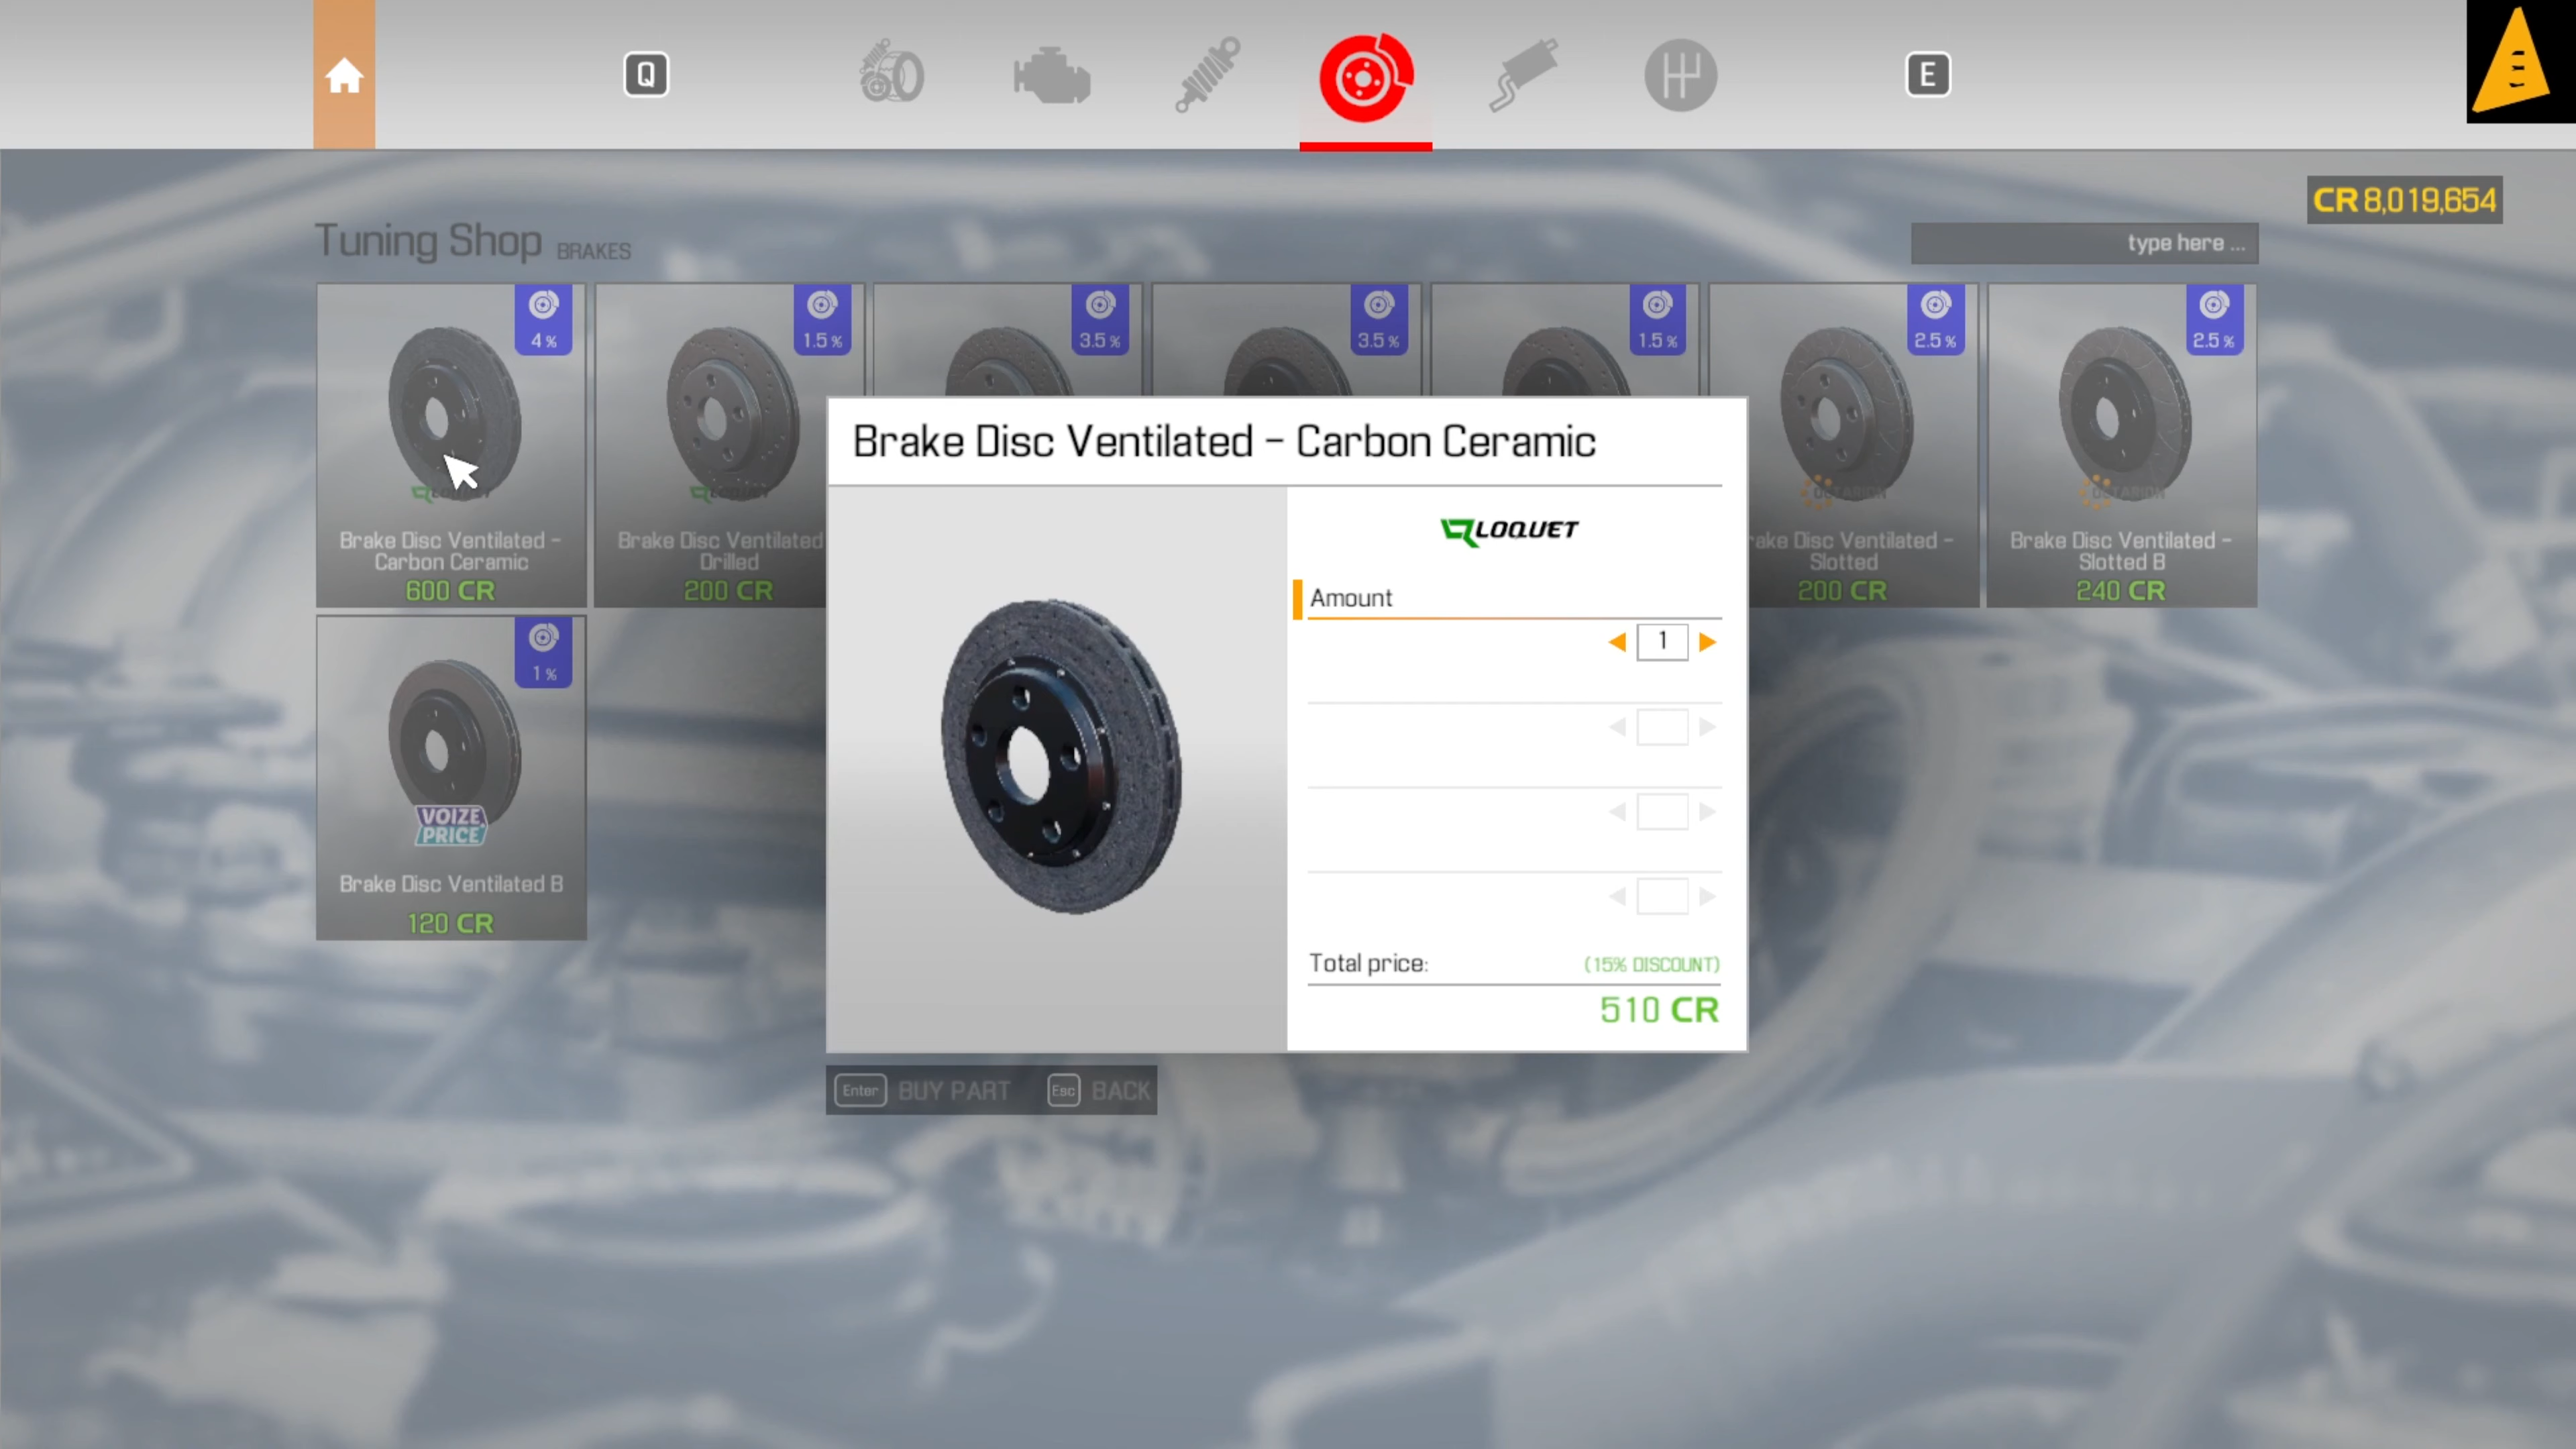 Q
E
CR 8,019,654
Tuning Shop BRAKES
type here ...
4 %
1.5 %
3.5 %
3.5 %
1.5 %
2.5 %
2.5 %
Brake Disc Ventilated –
Carbon Ceramic
600 CR
Brake Disc Ventilated
Drilled
200 CR
ake Disc Ventilated –
Slotted
200 CR
Brake Disc Ventilated –
Slotted B
240 CR
1 %
VOIZE
PRICE
Brake Disc Ventilated B
120 CR
Brake Disc Ventilated – Carbon Ceramic
LOQUET
Amount
1
Total price:
(15% DISCOUNT)
510 CR
Enter BUY PART Esc BACK